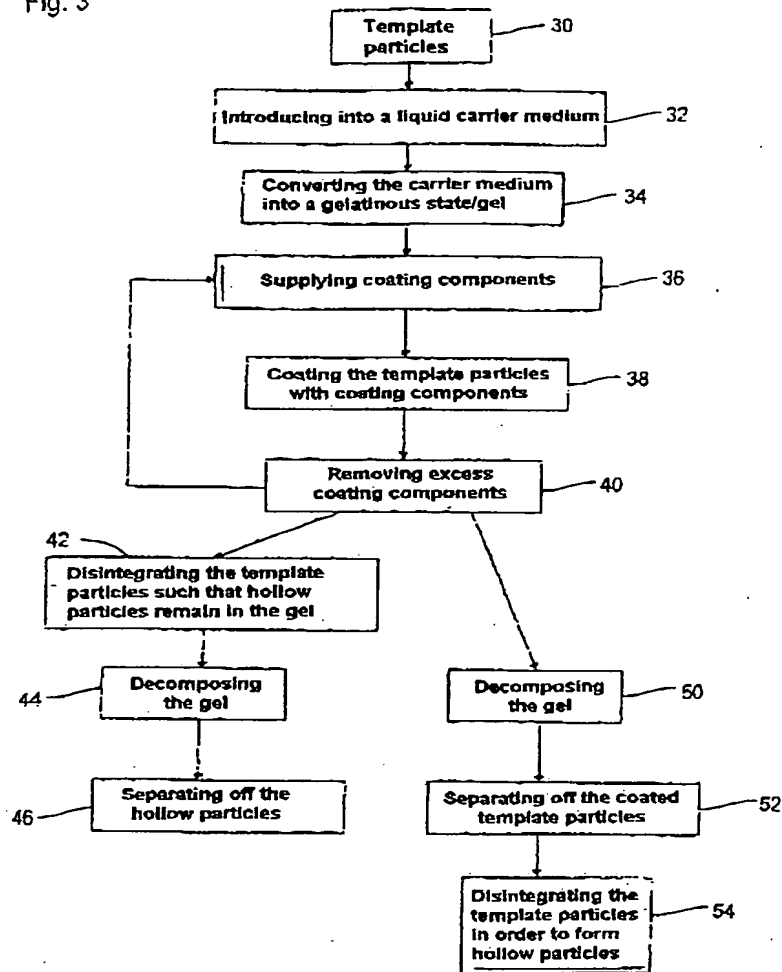 Fig. 3
Template
particles
30
Introducing into a liquid carrier medium
32
Converting the carrier medium
into a gelatinous state/gel
34
Supplying coating components
36
Coating the template particles
with coating components
38
Removing excess
coating components
40
42
Disintegrating the template
particles such that hollow
particles remain in the gel
Decomposing
the gel
44
Decomposing
the gel
50
Separating off the
hollow particles
46
Separating off the coated
template particles
52
Disintegrating the
template particles
in order to form
hollow particles
54